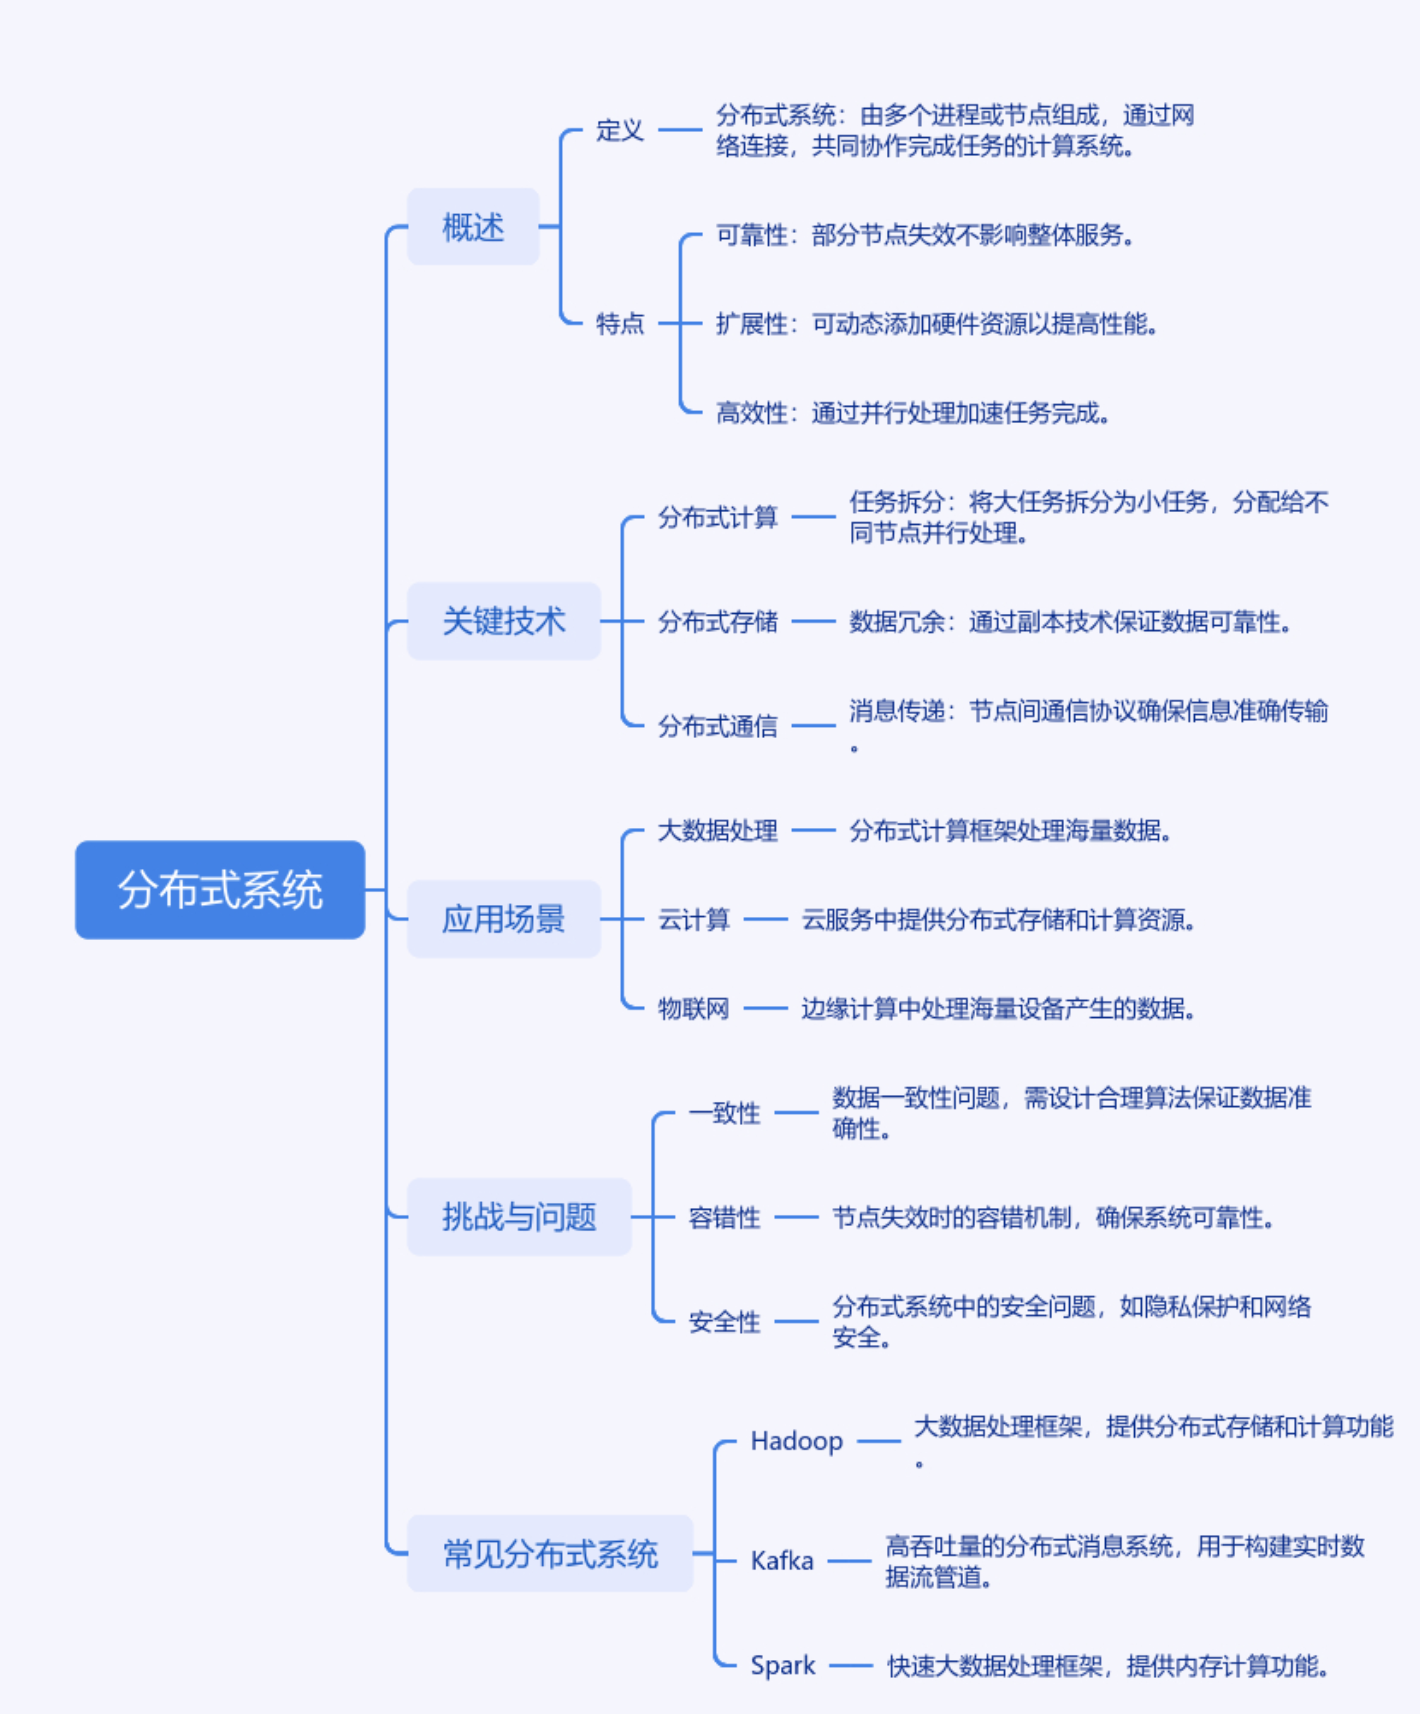 分布式系统
概述
定义
分布式系统：由多个进程或节点组成，通过网
络连接，共同协作完成任务的计算系统。
特点
可靠性：部分节点失效不影响整体服务。
扩展性：可动态添加硬件资源以提高性能。
高效性：通过并行处理加速任务完成。
关键技术
分布式计算
任务拆分：将大任务拆分为小任务，分配给不
同节点并行处理。
分布式存储
数据冗余：通过副本技术保证数据可靠性。
分布式通信
消息传递：节点间通信协议确保信息准确传输
。
应用场景
大数据处理
分布式计算框架处理海量数据。
云计算
云服务中提供分布式存储和计算资源。
物联网
边缘计算中处理海量设备产生的数据。
挑战与问题
一致性
数据一致性问题，需设计合理算法保证数据准
确性。
容错性
节点失效时的容错机制，确保系统可靠性。
安全性
分布式系统中的安全问题，如隐私保护和网络
安全。
常见分布式系统
Hadoop
大数据处理框架，提供分布式存储和计算功能
。
Kafka
高吞吐量的分布式消息系统，用于构建实时数
据流管道。
Spark
快速大数据处理框架，提供内存计算功能。